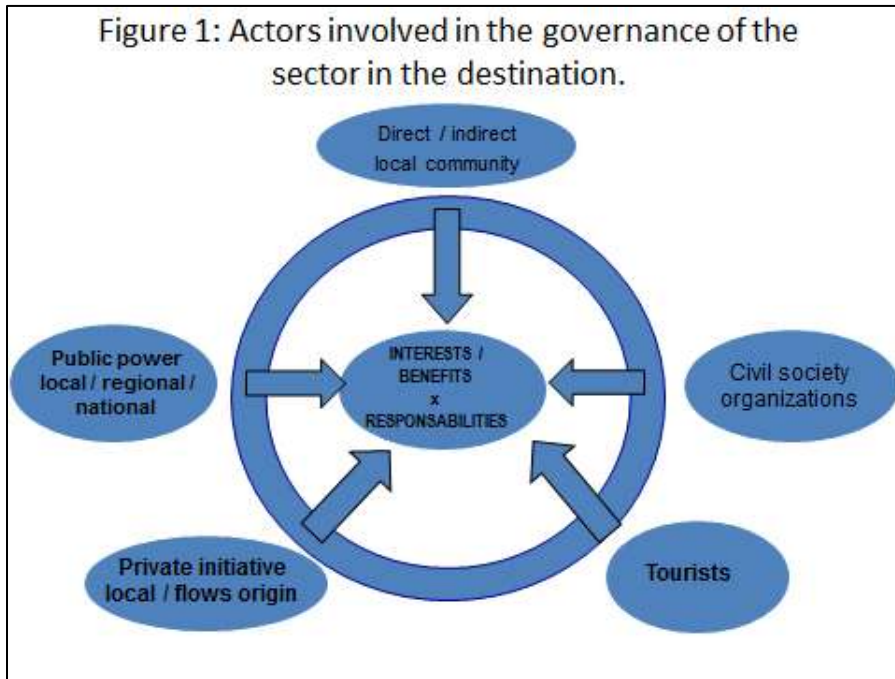 Figure 1: Actors involved in the governance of the
sector in the destination.
Direct / indirect
local community
Public power
local / regional /
national
INTERESTS /
BENEFITS
x
RESPONSABILITIES
Civil society
organizations
Private initiative
local / flows origin
Tourists